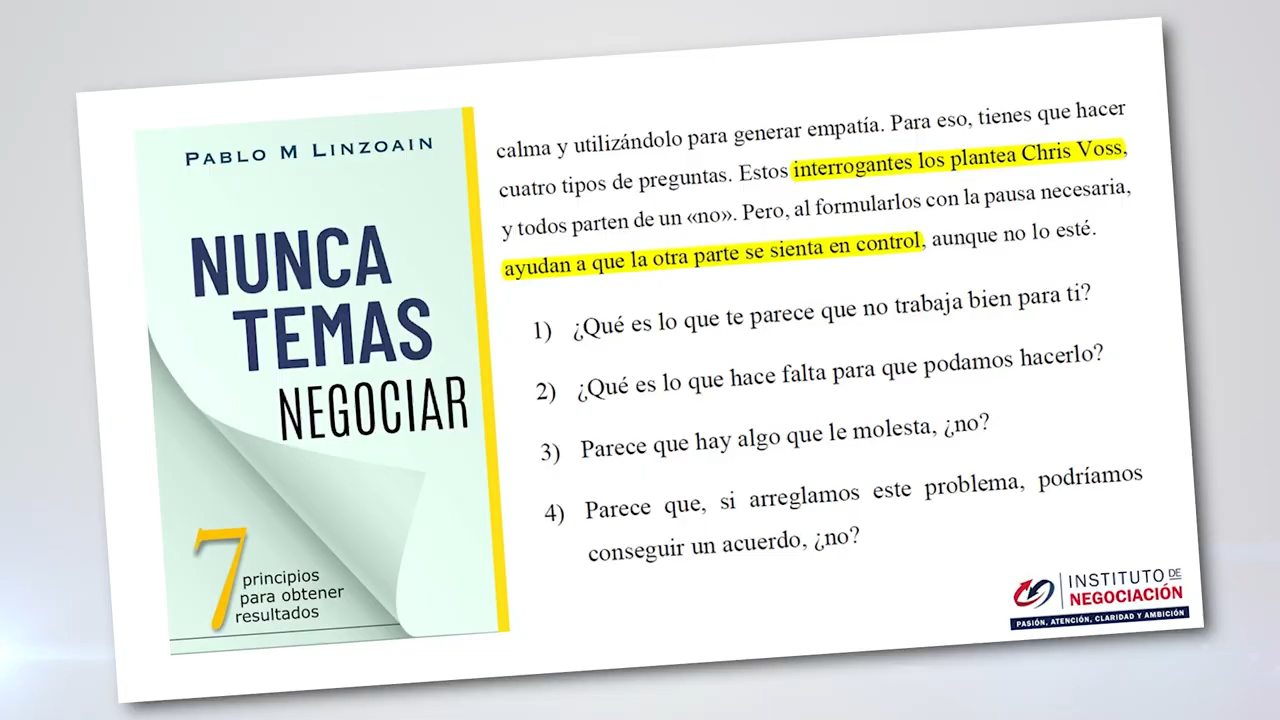 PABLO M LINZOAIN
NUNCA
TEMAS
NEGOCIAR
7
principios
para obtener
resultados
calma y utilizándolo para generar empatía. Para eso, tienes que hacer
cuatro tipos de preguntas. Estos interrogantes los plantea Chris Voss,
y todos parten de un «no». Pero, al formularlos con la pausa necesaria,
ayudan a que la otra parte se sienta en control, aunque no lo esté.
1) ¿Qué es lo que te parece que no trabaja bien para ti?
2) ¿Qué es lo que hace falta para que podamos hacerlo?
3) Parece que hay algo que le molesta, ¿no?
4) Parece que, si arreglamos este problema, podríamos
conseguir un acuerdo, ¿no?
INSTITUTO DE
NEGOCIACIÓN
PASIÓN, ATENCIÓN, CLARIDAD Y AMBICIÓN